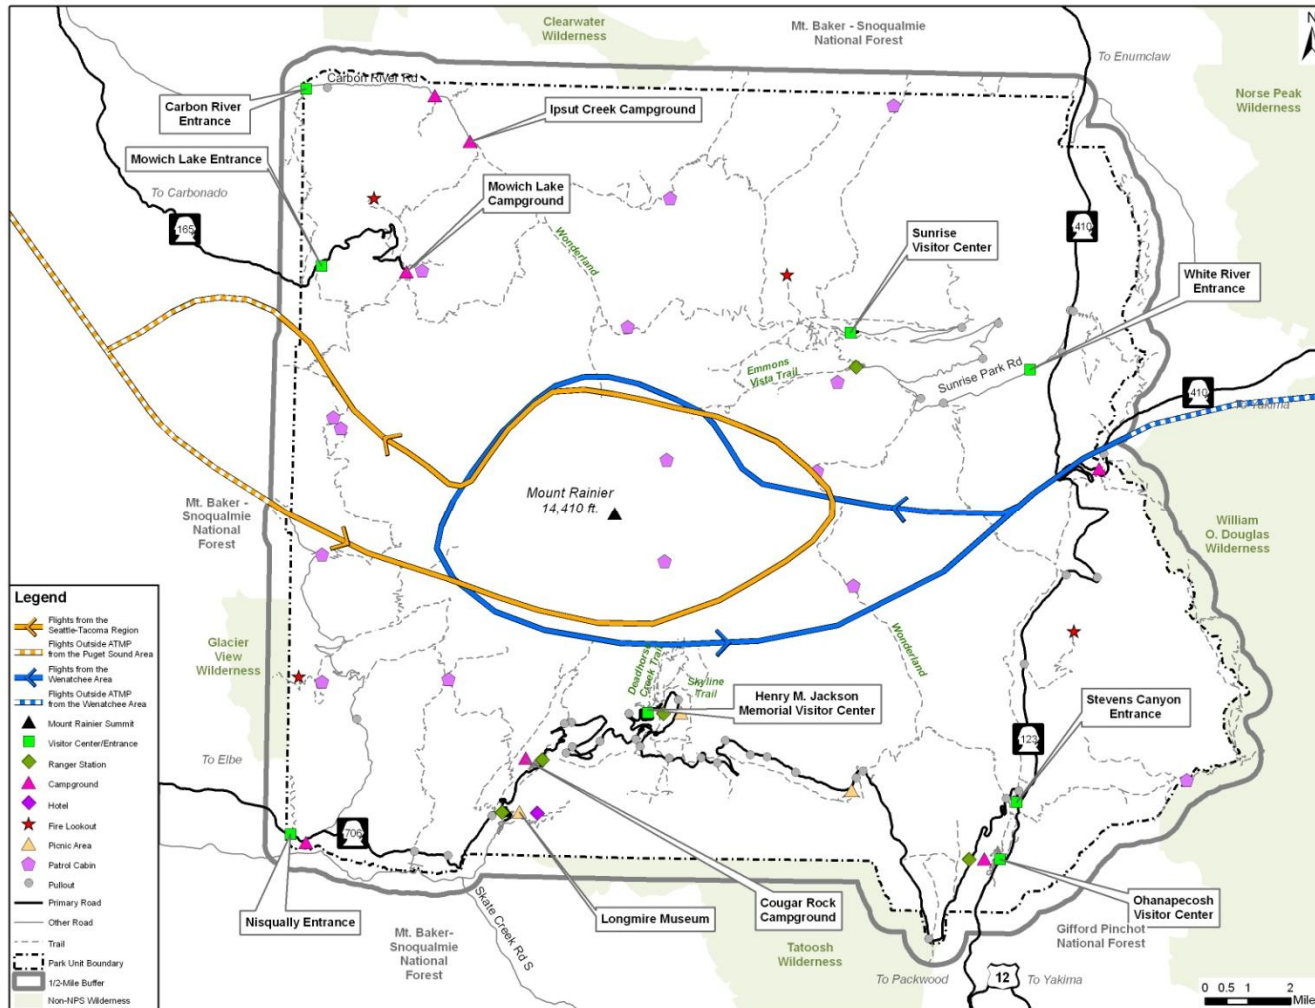 Clearwater
Wilderness
Mt. Baker - Snoqualmie
National Forest
N
To Enumclaw
Carbon River Rd
Carbon River
Entrance
Ipsut Creek Campground
Norse Peak
Wilderness
Mowich Lake Entrance
To Carbonado
Mowich Lake
Campground
165
410
Wonderland
Sunrise
Visitor Center
White River
Entrance
Emmons
Vista Trail
Sunrise Park Rd
410
To Yakima
Mount Rainier
14,410 ft.
Mt. Baker -
Snoqualmie
National
Forest
William
O. Douglas
Wilderness
Glacier
View
Wilderness
Deadhorse
Creek Trail
Skyline
Trail
Wonderland
Henry M. Jackson
Memorial Visitor Center
Stevens Canyon
Entrance
123
To Elbe
706
Nisqually Entrance
Mt. Baker-
Snoqualmie
National
Forest
Skate Creek Rd S
Longmire Museum
Cougar Rock
Campground
Tatoosh
Wilderness
Ohanapecosh
Visitor Center
Gifford Pinchot
National Forest
To Packwood
12
To Yakima
0 0.5 1 2
Mile
Legend
Flights from the
Seattle-Tacoma Region
Flights Outside ATMP
from the Puget Sound Area
Flights from the
Wenatchee Area
Flights Outside ATMP
from the Wenatchee Area
Mount Rainier Summit
Visitor Center/Entrance
Ranger Station
Campground
Hotel
Fire Lookout
Picnic Area
Patrol Cabin
Pullout
Primary Road
Other Road
Trail
Park Unit Boundary
1/2-Mile Buffer
Non-NPS Wilderness